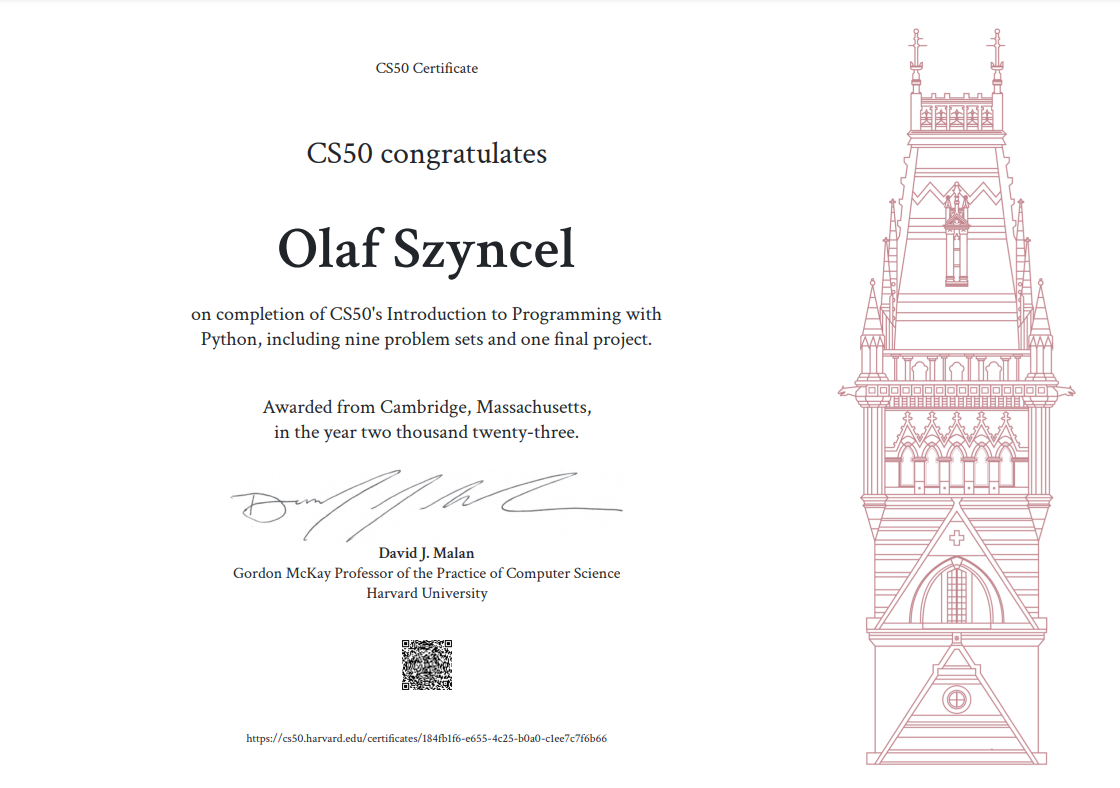 CS50 Certificate
CS50 congratulates
Olaf Szyncel
on completion of CS50's Introduction to Programming with
Python, including nine problem sets and one final project.
Awarded from Cambridge, Massachusetts,
in the year two thousand twenty-three.
David J. Malan
Gordon McKay Professor of the Practice of Computer Science
Harvard University
https://cs50.harvard.edu/certificates/184fb1f6-e655-4c25-b0a0-c1ee7c7f6b66